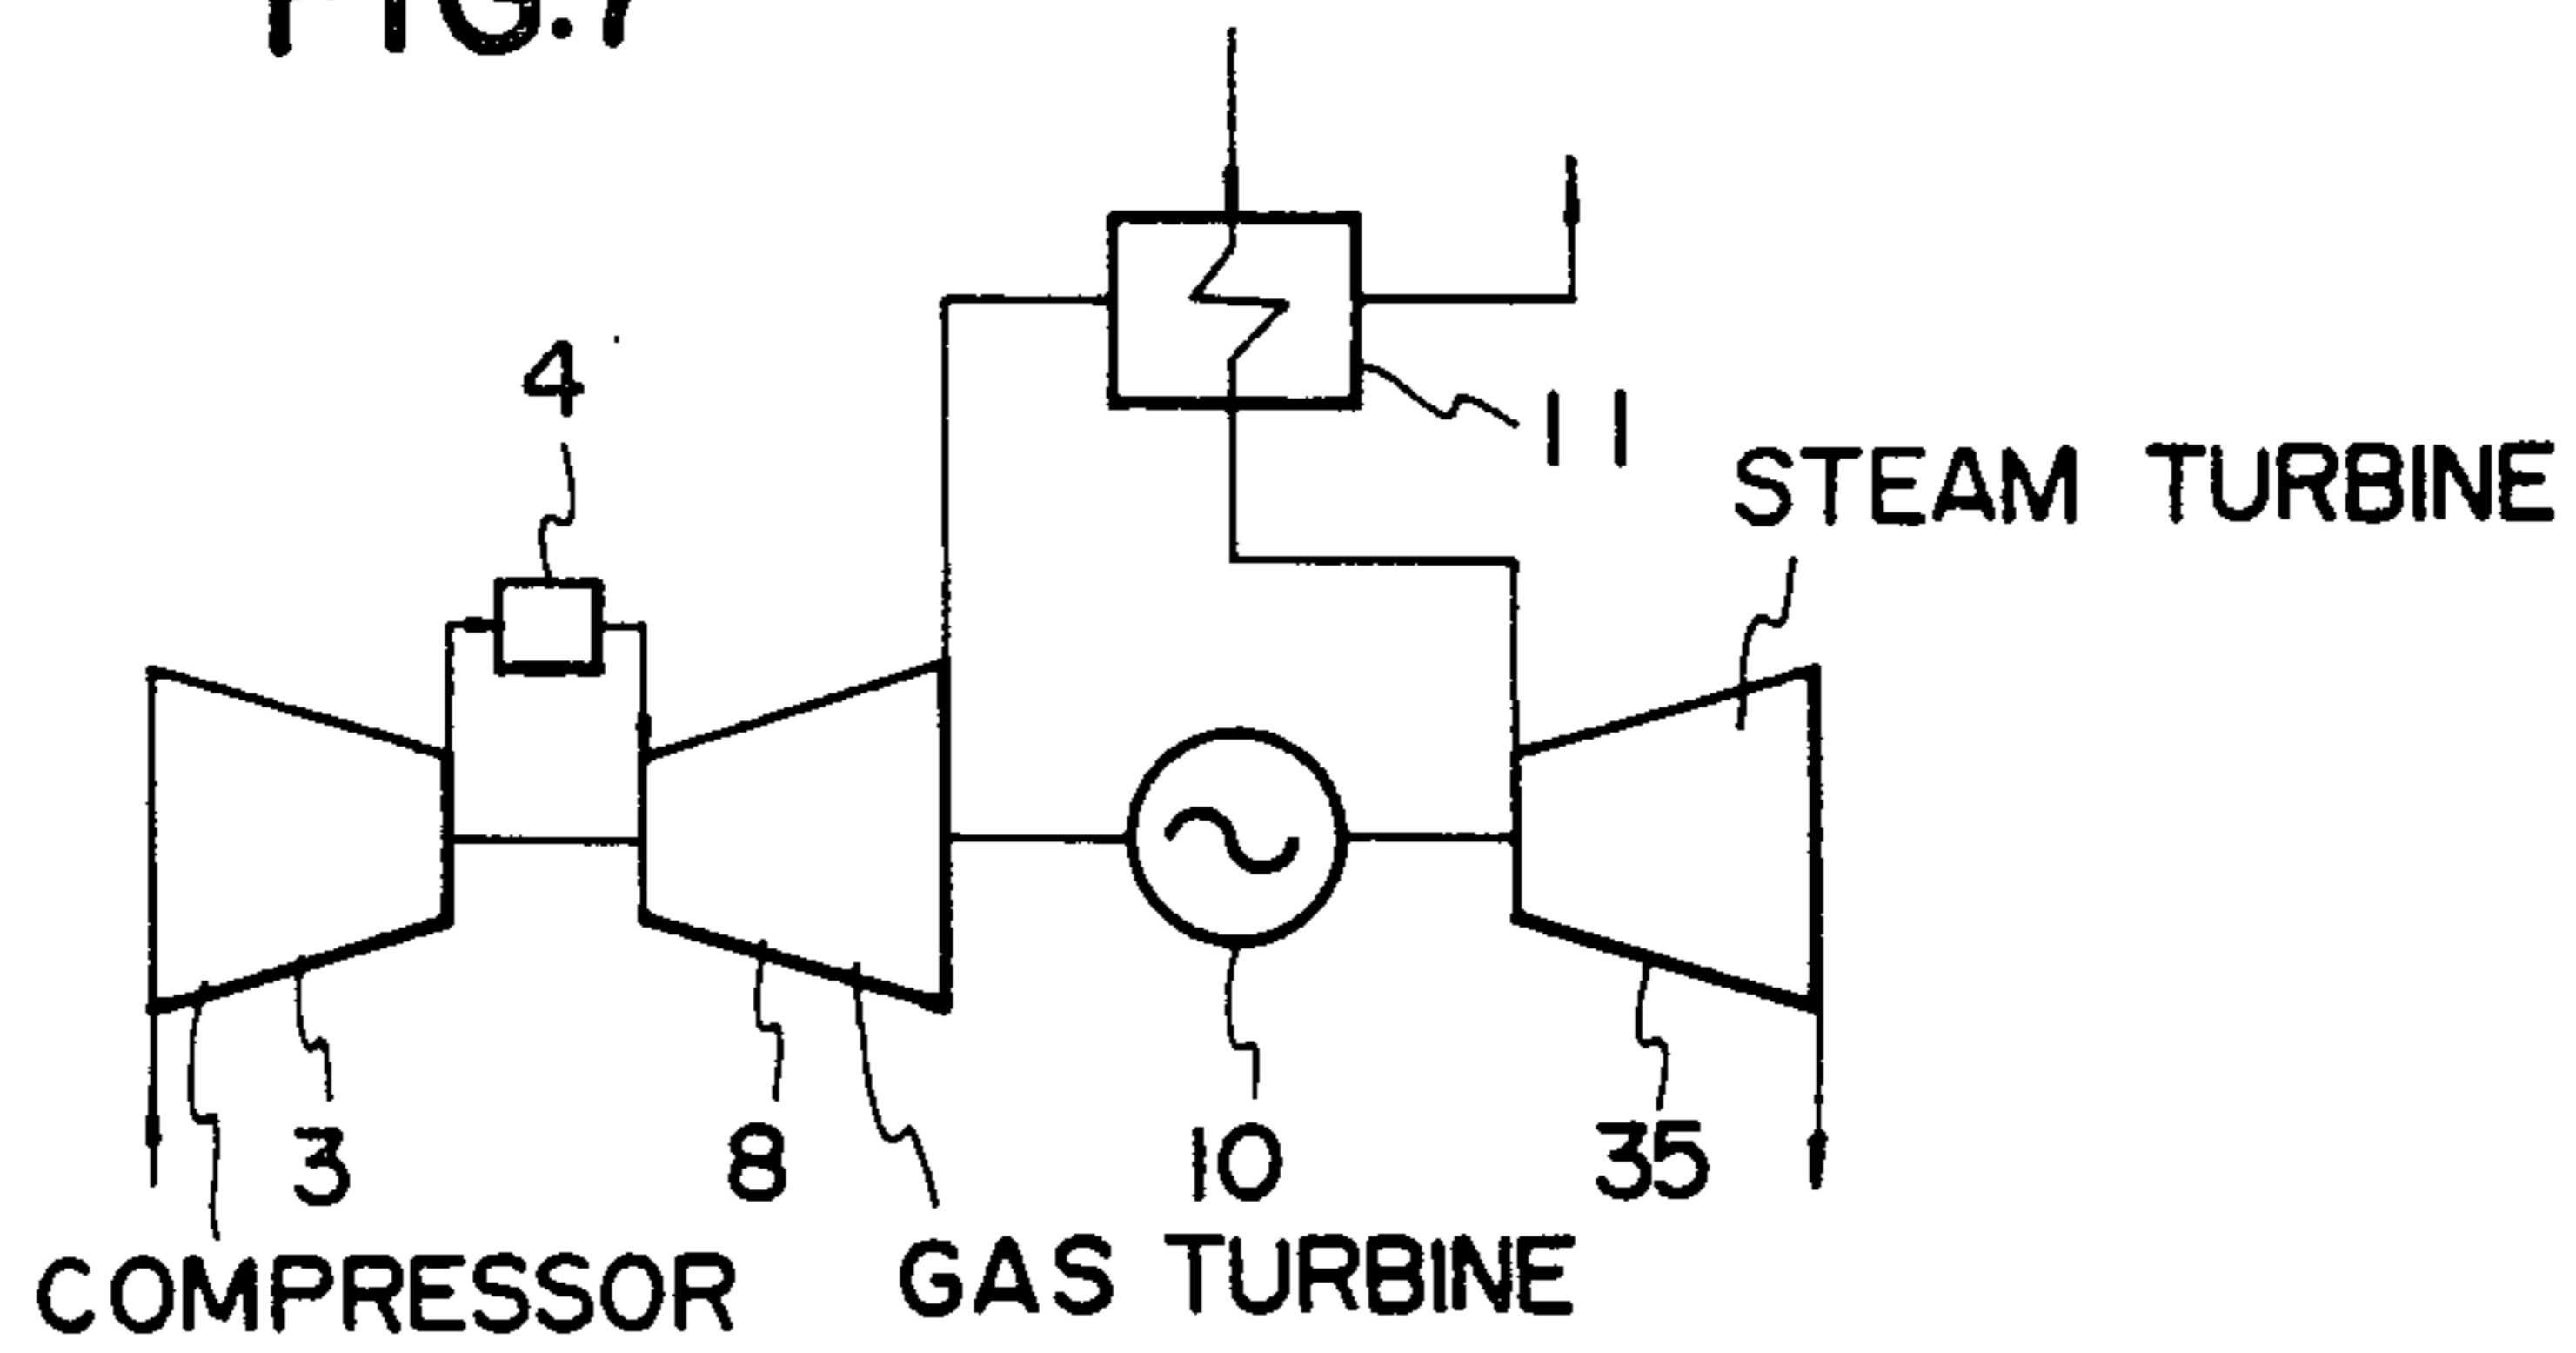 FIG.7
4
11
STEAM TURBINE
3
8
10
35
COMPRESSOR
GAS TURBINE